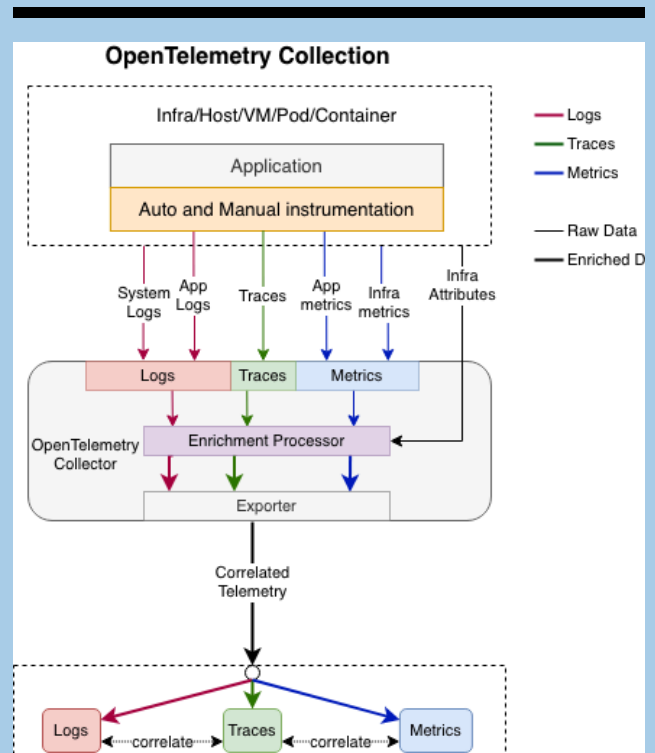 OpenTelemetry Collection
Infra/Host/VM/Pod/Container
Application
Auto and Manual instrumentation
Logs
Traces
Metrics
Raw Data
Enriched D
System
Logs
App
Logs
Traces
App
metrics
Infra
metrics
Infra
Attributes
Logs
Traces
Metrics
OpenTelemetry
Collector
Enrichment Processor
Exporter
Correlated
Telemetry
Logs
correlate
Traces
correlate
Metrics